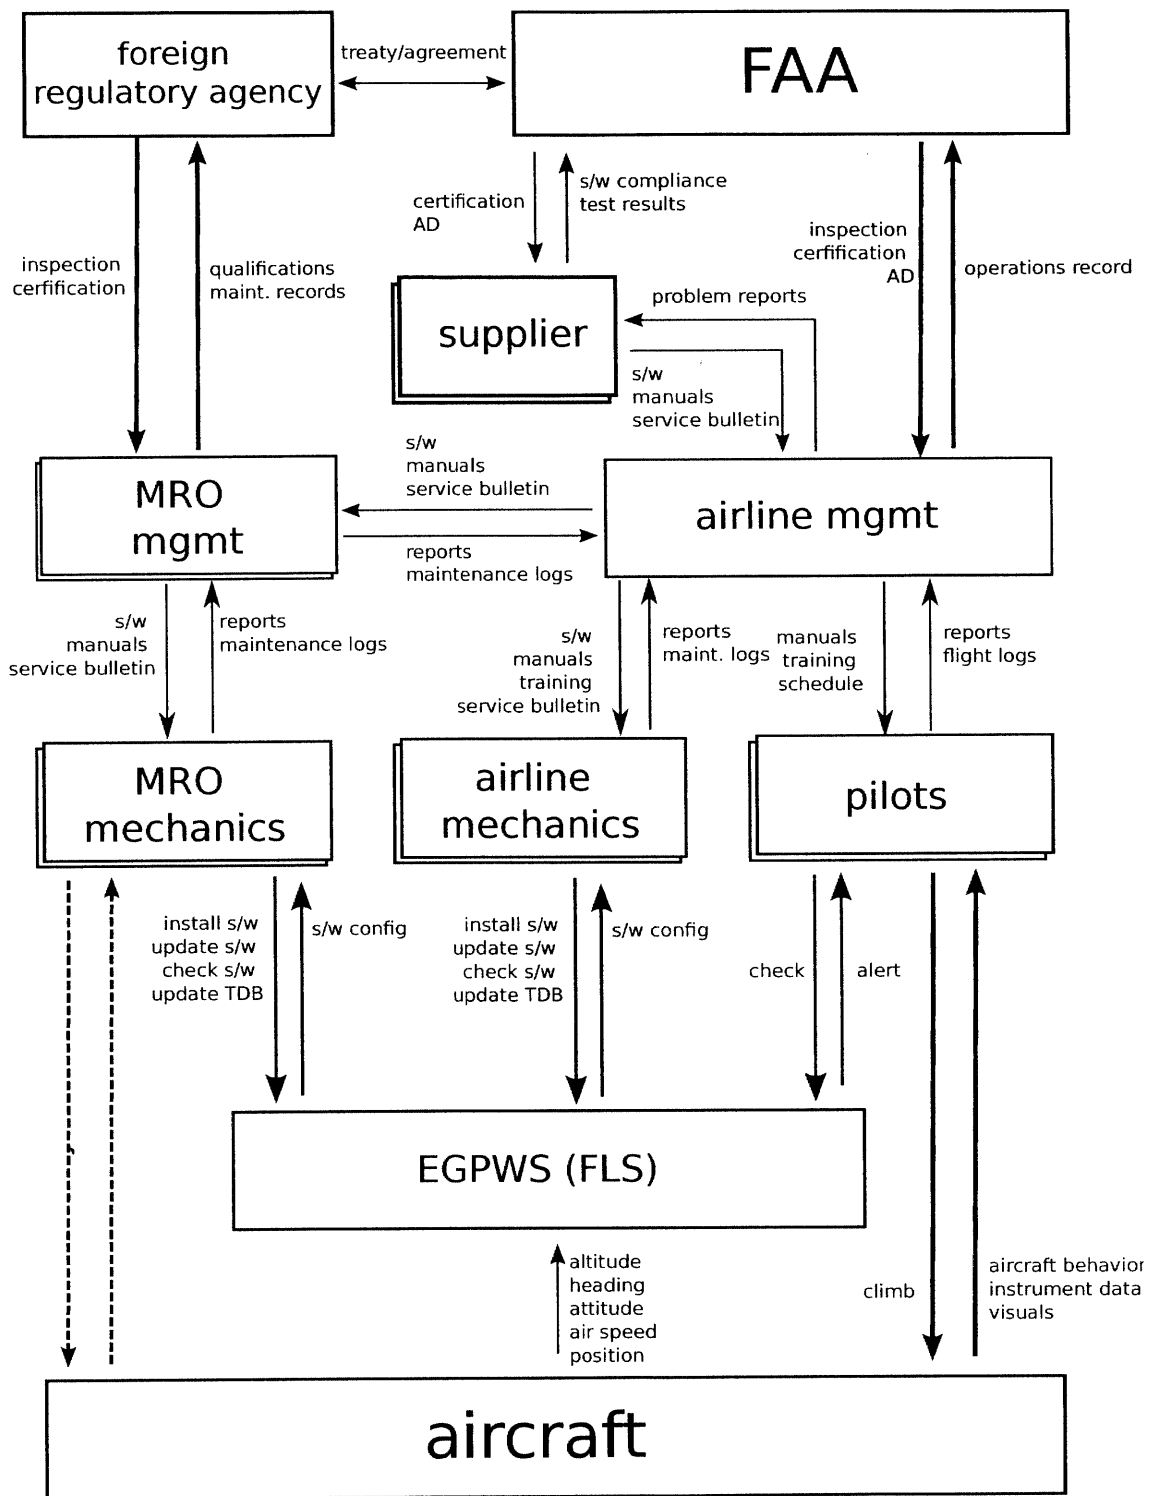 foreign
regulatory agency
treaty/agreement
FAA
certification
AD
s/w compliance
test results
inspection
cerfification
qualifications
maint. records
inspection
cerfification
AD
operations record
supplier
problem reports
s/w
manuals
service bulletin
MRO
mgmt
s/w
manuals
service bulletin
reports
maintenance logs
airline mgmt
s/w
manuals
service bulletin
reports
maintenance logs
s/w
manuals
training
service bulletin
reports
maint. logs
manuals
training
schedule
reports
flight logs
MRO
mechanics
airline
mechanics
pilots
install s/w
update s/w
check s/w
update TDB
s/w config
install s/w
update s/w
check s/w
update TDB
s/w config
check
alert
EGPWS (FLS)
altitude
heading
attitude
air speed
position
climb
aircraft behavior
instrument data
visuals
aircraft